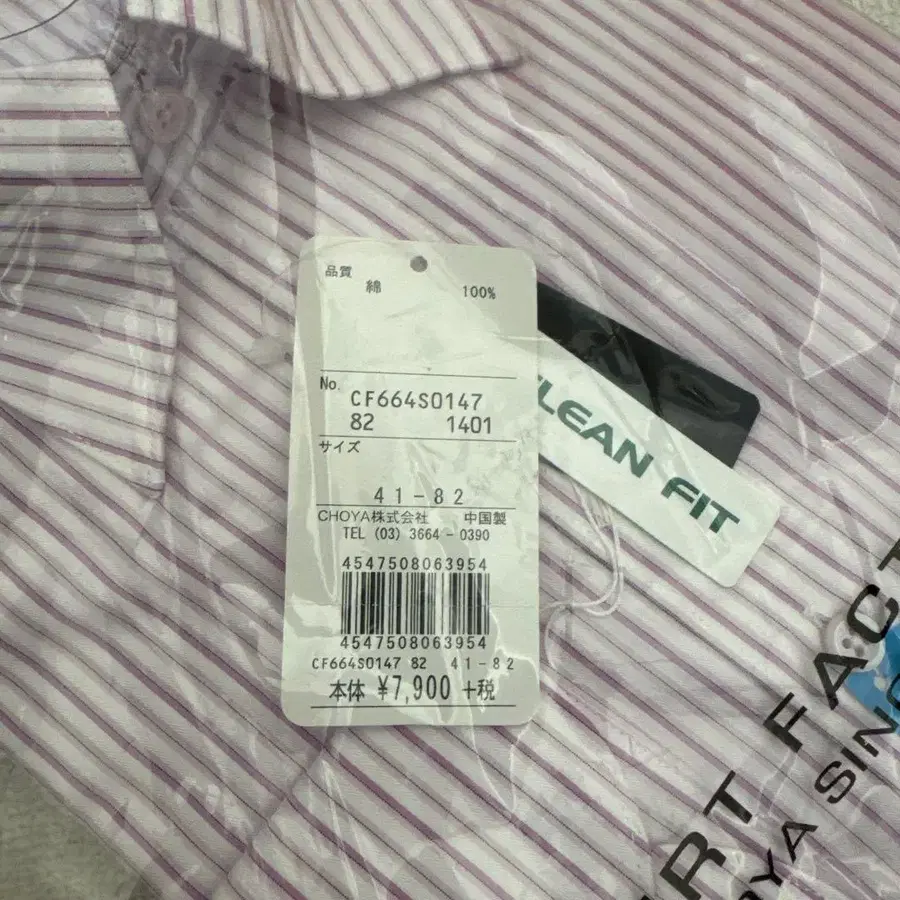 品質
綿 100%
No. CF664S0147
82 1401
サイズ
41-82
CHOYA株式会社 中国製
TEL (03) 3664-0390
4547508063954
4547508063954
CF664S0147 82 41-82
本体 ¥7,900 +税
LEAN FIT
RT FACT
OYA SINC